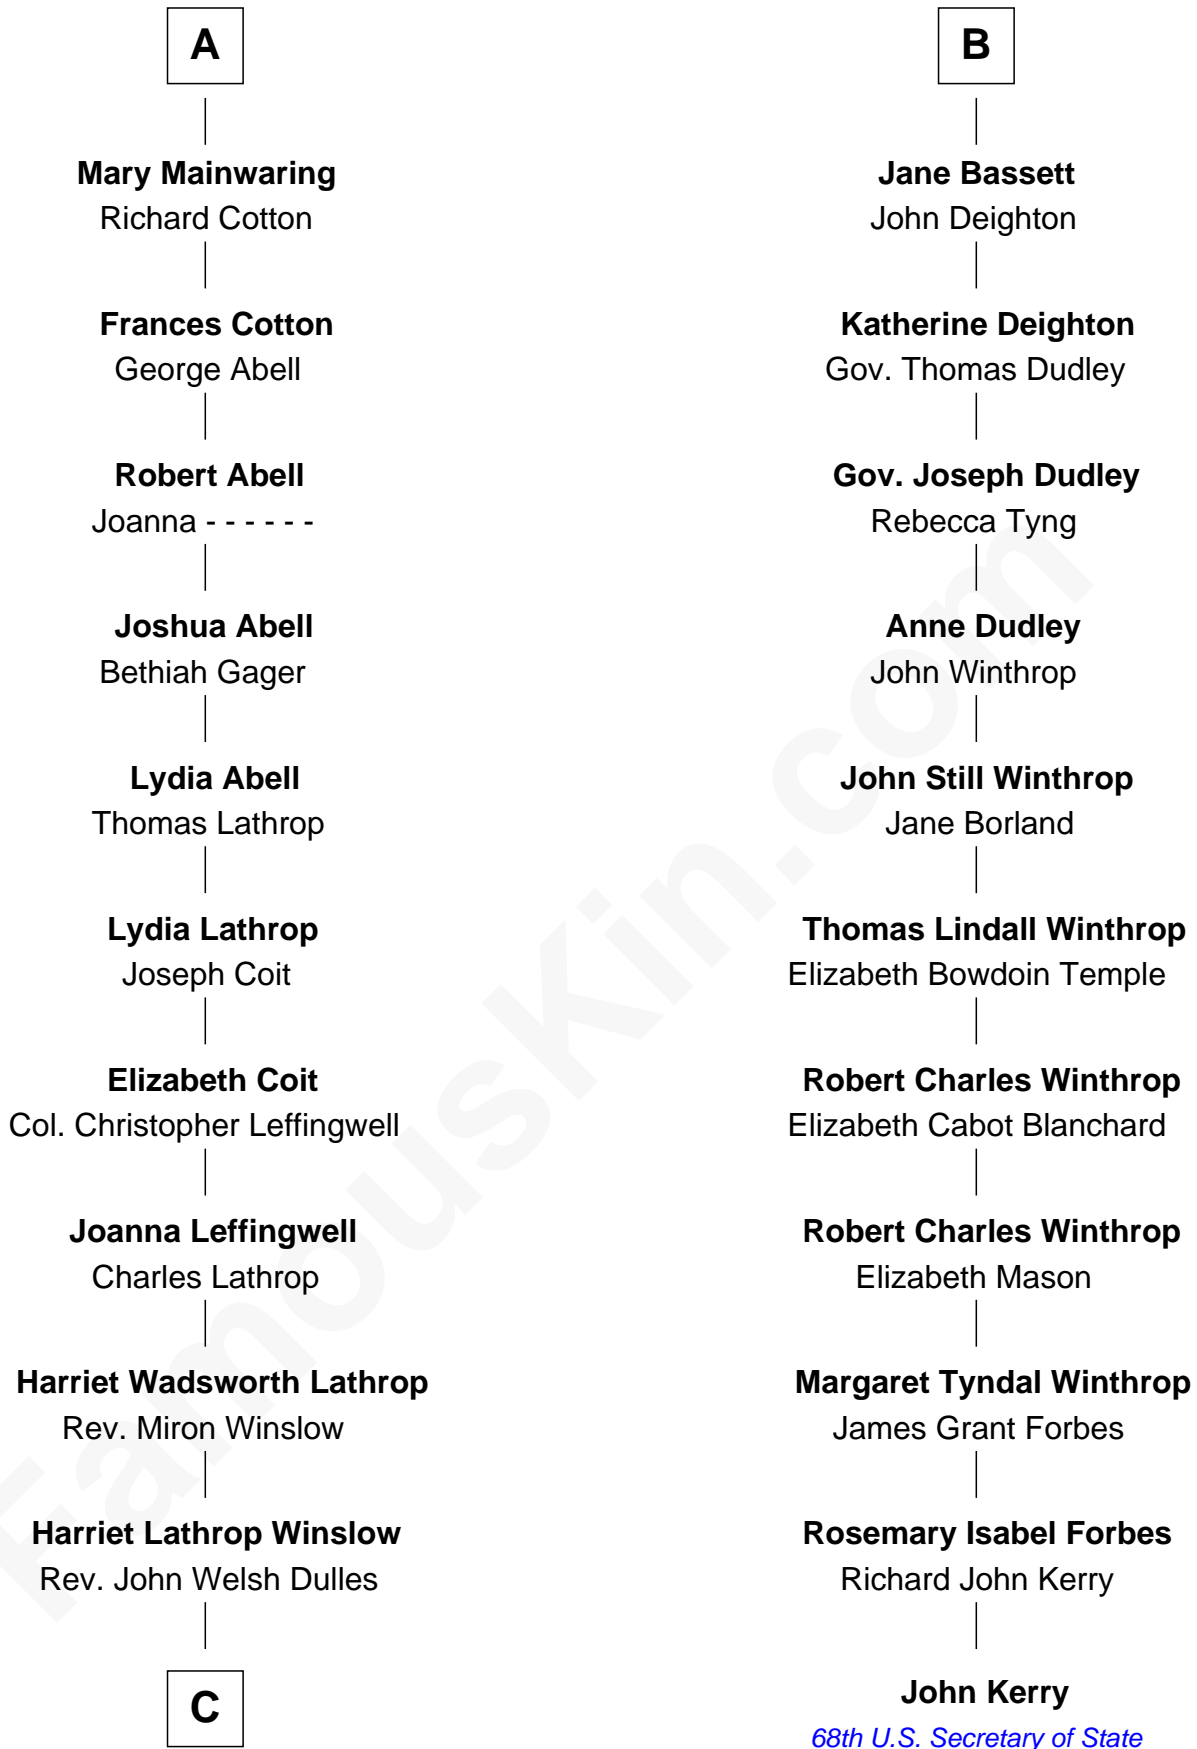 A
Mary Mainwaring
Richard Cotton
Frances Cotton
George Abell
Robert Abell
Joanna - - - - - -
Joshua Abell
Bethiah Gager
Lydia Abell
Thomas Lathrop
Lydia Lathrop
Joseph Coit
Elizabeth Coit
Col. Christopher Leffingwell
Joanna Leffingwell
Charles Lathrop
Harriet Wadsworth Lathrop
Rev. Miron Winslow
Harriet Lathrop Winslow
Rev. John Welsh Dulles
C
B
Jane Bassett
John Deighton
Katherine Deighton
Gov. Thomas Dudley
Gov. Joseph Dudley
Rebecca Tyng
Anne Dudley
John Winthrop
John Still Winthrop
Jane Borland
Thomas Lindall Winthrop
Elizabeth Bowdoin Temple
Robert Charles Winthrop
Elizabeth Cabot Blanchard
Robert Charles Winthrop
Elizabeth Mason
Margaret Tyndal Winthrop
James Grant Forbes
Rosemary Isabel Forbes
Richard John Kerry
John Kerry
68th U.S. Secretary of State
FamousKin.com